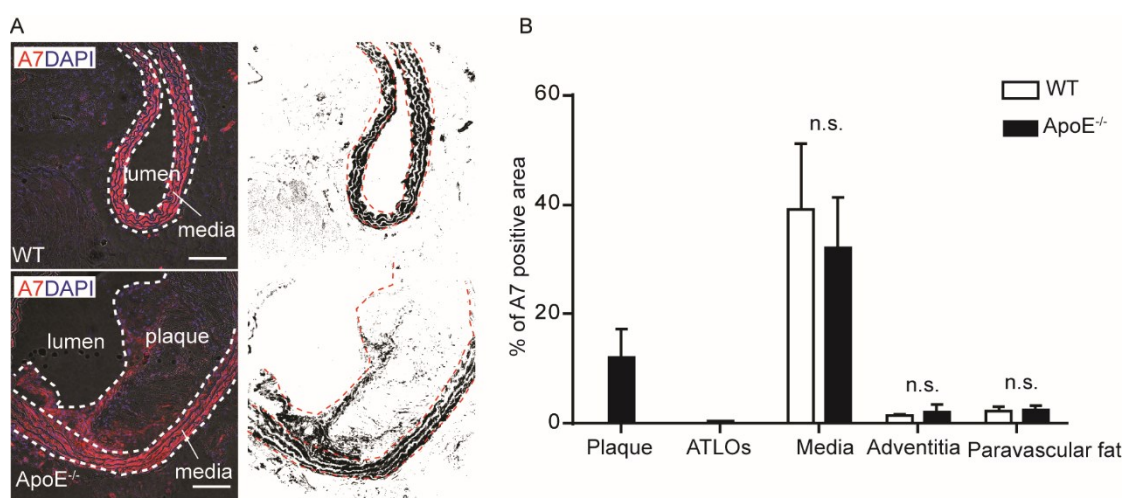 A
A7DAPI
lumen
media
WT
A7DAPI
lumen
plaque
media
ApoE-/-
B
% of A7 positive area
60
40
20
0
WT
ApoE-/-
n.s.
n.s.
n.s.
Plaque
ATLOs
Media
Adventitia
Paravascular fat